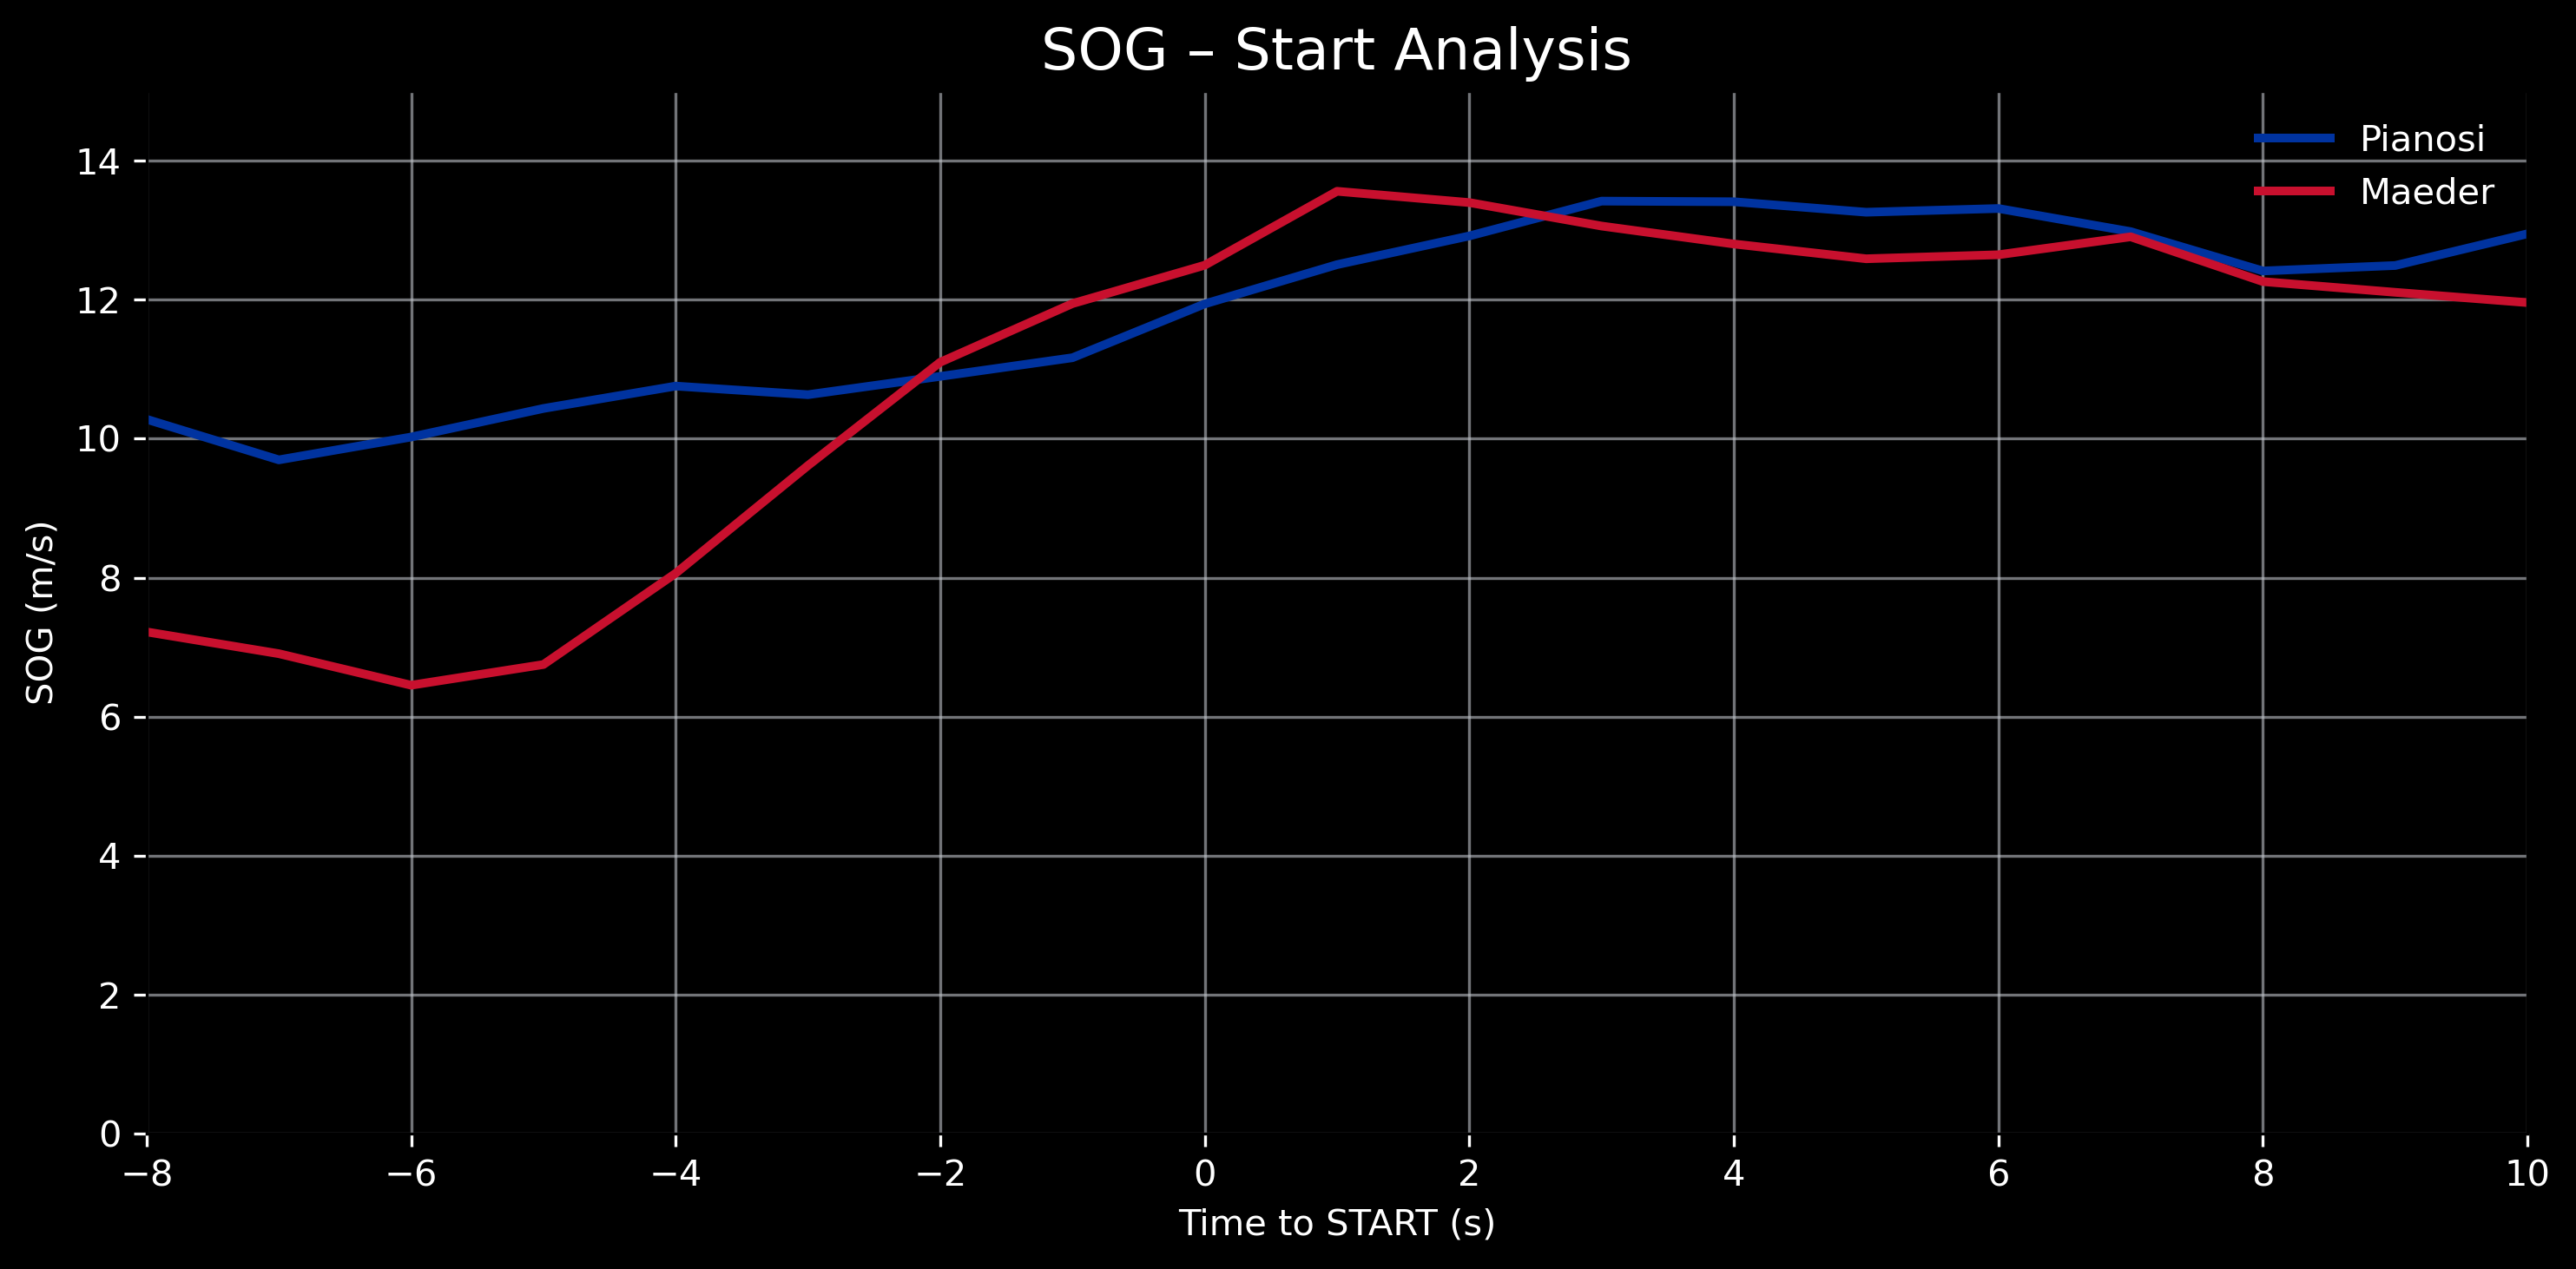 SOG – Start Analysis
Pianosi
Maeder
14
12
10
8
6
4
2
0
SOG (m/s)
−8 −6 −4 −2 0 2 4 6 8 10
Time to START (s)